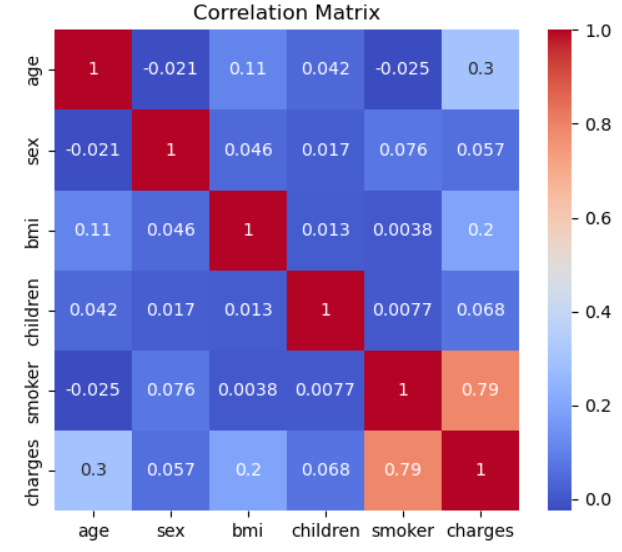 Correlation Matrix
age 1 -0.021 0.11 0.042 -0.025 0.3
sex -0.021 1 0.046 0.017 0.076 0.057
bmi 0.11 0.046 1 0.013 0.0038 0.2
children 0.042 0.017 0.013 1 0.0077 0.068
smoker -0.025 0.076 0.0038 0.0077 1 0.79
charges 0.3 0.057 0.2 0.068 0.79 1
age sex bmi children smoker charges
1.0
0.8
0.6
0.4
0.2
0.0